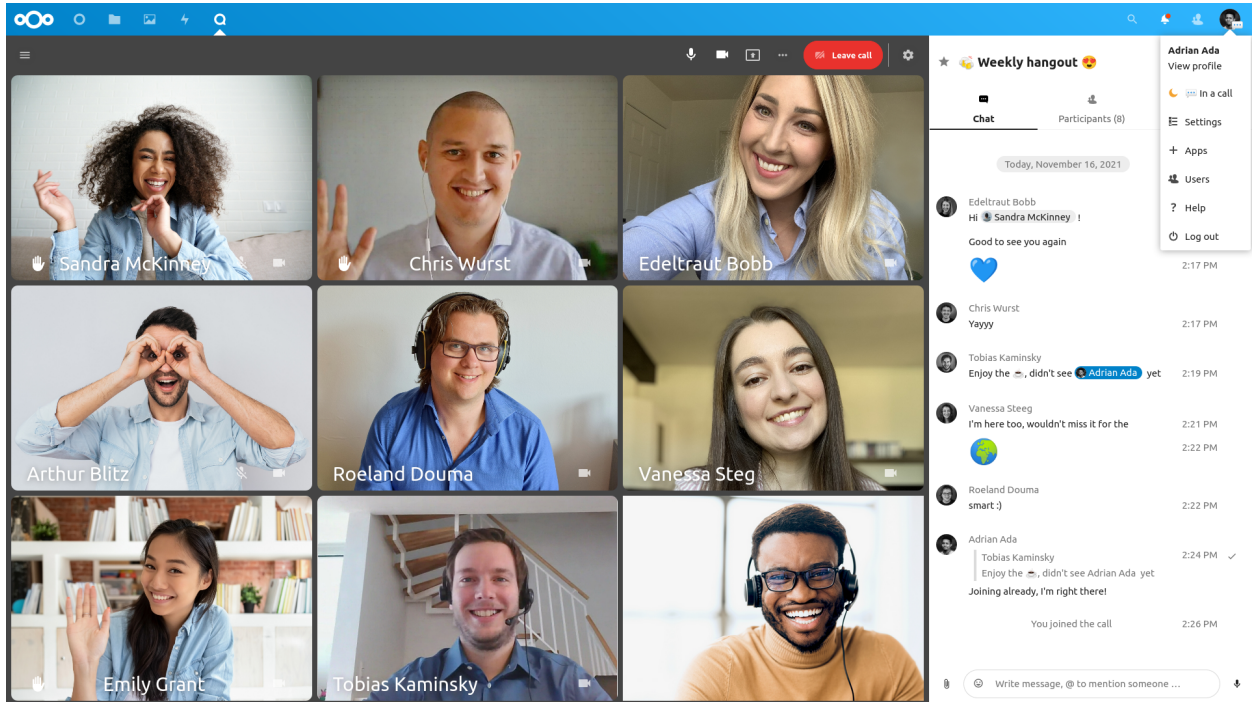 Leave call
Sandra McKinney
Chris Wurst
Edeltraut Bobb
Arthur Blitz
Roeland Douma
Vanessa Steg
Emily Grant
Tobias Kaminsky
⭐ 🍻 Weekly hangout 😍
Chat
Participants (8)
Today, November 16, 2021
Edeltraut Bobb
Hi Sandra McKinney !
Good to see you again
💙 2:17 PM
Chris Wurst
Yayyy 2:17 PM
Tobias Kaminsky
Enjoy the ☕, didn't see Adrian Ada yet 2:19 PM
Vanessa Steeg
I'm here too, wouldn't miss it for the 2:21 PM
🌍 2:22 PM
Roeland Douma
smart :) 2:22 PM
Adrian Ada
Tobias Kaminsky 2:24 PM
Enjoy the ☕, didn't see Adrian Ada yet
Joining already, I'm right there!
You joined the call 2:26 PM
Write message, @ to mention someone ...
Adrian Ada
View profile
🌙 💬 In a call
Settings
Apps
Users
Help
Log out